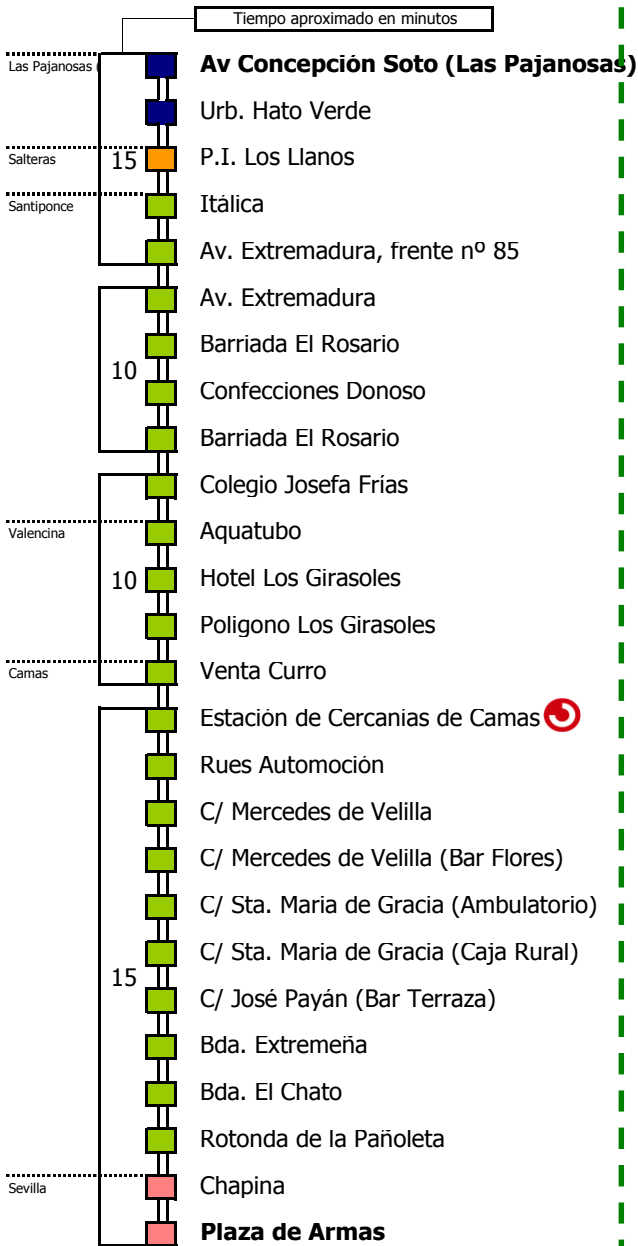 Tiempo aproximado en minutos
Las Pajanosas (
Av Concepción Soto (Las Pajanosas)
Urb. Hato Verde
Salteras
15
P.I. Los Llanos
Santiponce
Itálica
Av. Extremadura, frente nº 85
Av. Extremadura
Barriada El Rosario
10
Confecciones Donoso
Barriada El Rosario
Colegio Josefa Frías
Valencina
Aquatubo
10
Hotel Los Girasoles
Poligono Los Girasoles
Camas
Venta Curro
Estación de Cercanias de Camas
Rues Automoción
C/ Mercedes de Velilla
C/ Mercedes de Velilla (Bar Flores)
C/ Sta. Maria de Gracia (Ambulatorio)
C/ Sta. Maria de Gracia (Caja Rural)
15
C/ José Payán (Bar Terraza)
Bda. Extremeña
Bda. El Chato
Rotonda de la Pañoleta
Sevilla
Chapina
Plaza de Armas